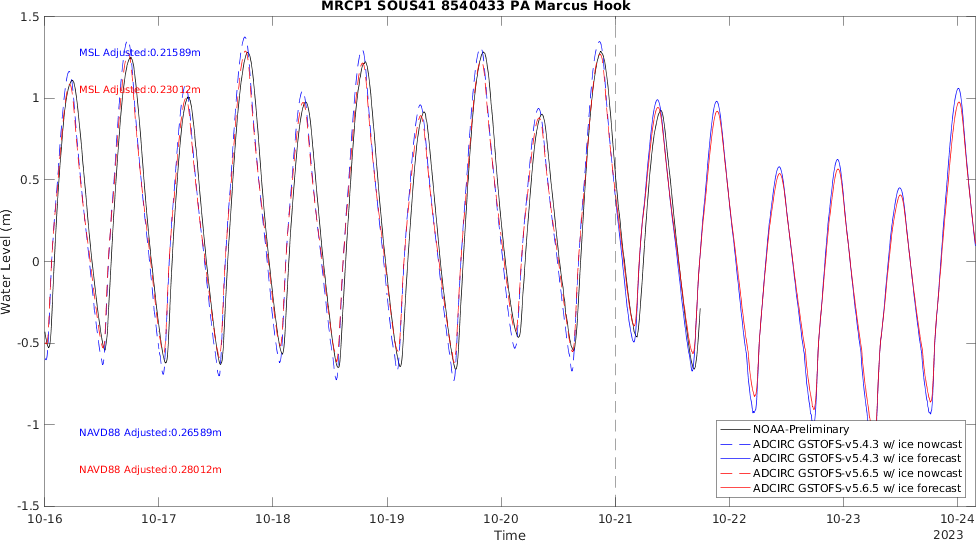 MRCP1 SOUS41 8540433 PA Marcus Hook
1.5
1
0.5
0
-0.5
-1
-1.5
Water Level (m)
MSL Adjusted:0.21589m
MSL Adjusted:0.23012m
NAVD88 Adjusted:0.26589m
NAVD88 Adjusted:0.28012m
NOAA-Preliminary
ADCIRC GSTOFS-v5.4.3 w/ ice nowcast
ADCIRC GSTOFS-v5.4.3 w/ ice forecast
ADCIRC GSTOFS-v5.6.5 w/ ice nowcast
ADCIRC GSTOFS-v5.6.5 w/ ice forecast
10-16 10-17 10-18 10-19 10-20 10-21 10-22 10-23 10-24
2023
Time